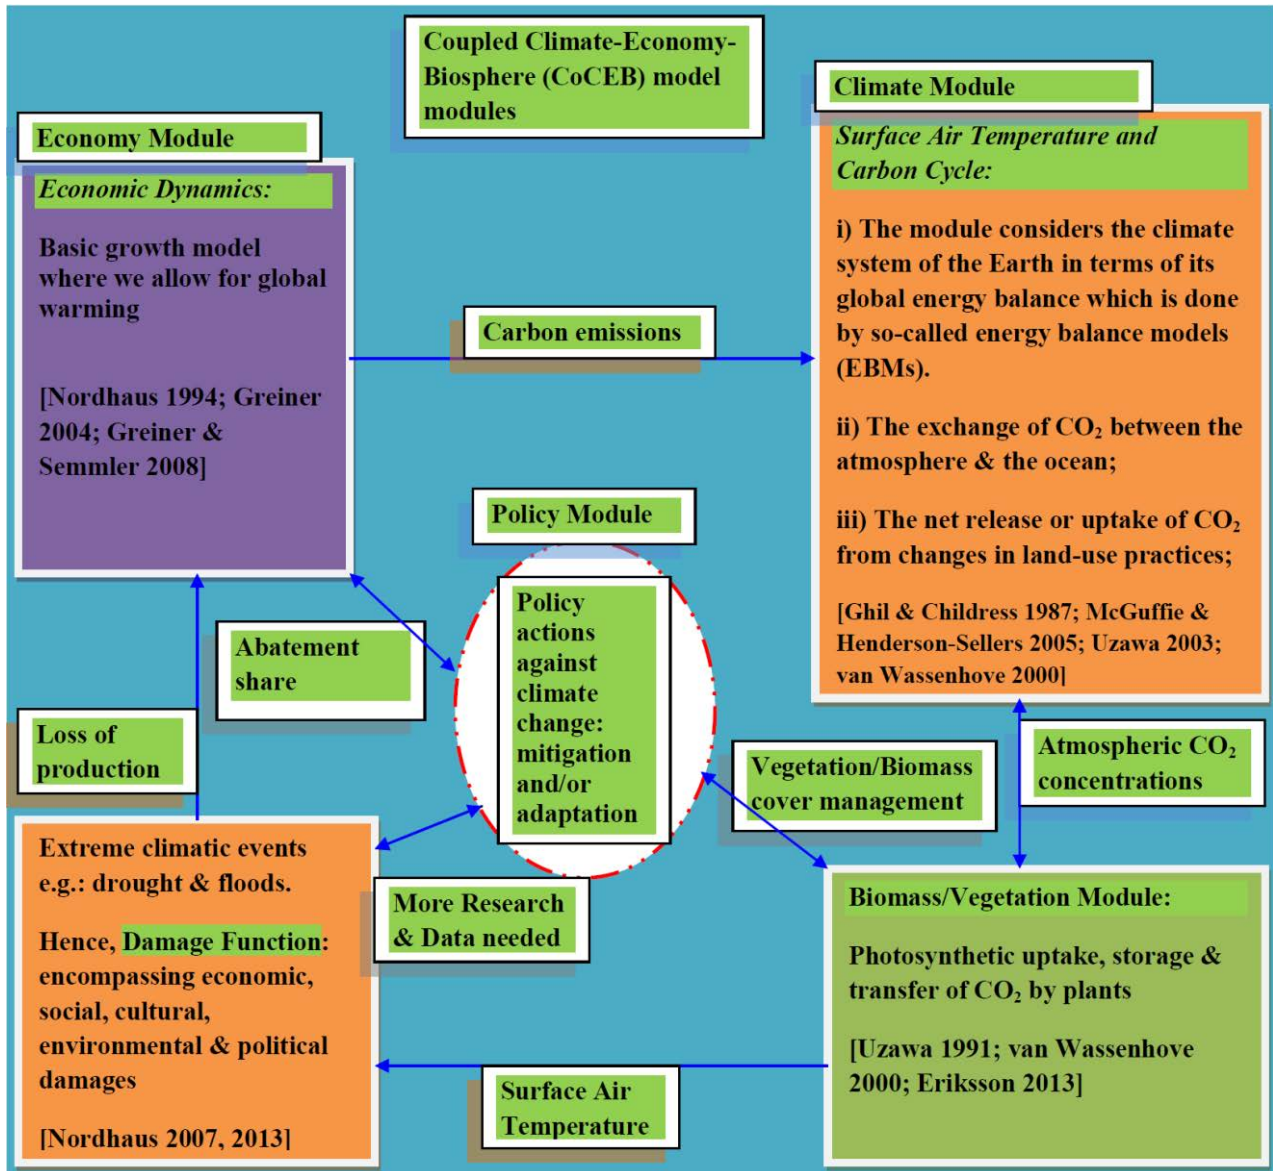 Coupled Climate-Economy-
Biosphere (CoCEB) model
modules
Economy Module
Economic Dynamics:
Basic growth model
where we allow for global
warming
[Nordhaus 1994; Greiner
2004; Greiner &
Semmler 2008]
Carbon emissions
Climate Module
Surface Air Temperature and
Carbon Cycle:
i) The module considers the climate
system of the Earth in terms of its
global energy balance which is done
by so-called energy balance models
(EBMs).
ii) The exchange of CO₂ between the
atmosphere & the ocean;
iii) The net release or uptake of CO₂
from changes in land-use practices;
[Ghil & Childress 1987; McGuffie &
Henderson-Sellers 2005; Uzawa 2003;
van Wassenhove 2000]
Policy Module
Policy
actions
against
climate
change:
mitigation
and/or
adaptation
Abatement
share
Loss of
production
Vegetation/Biomass
cover management
Atmospheric CO₂
concentrations
Extreme climatic events
e.g.: drought & floods.
Hence, Damage Function:
encompassing economic,
social, cultural,
environmental & political
damages
[Nordhaus 2007, 2013]
More Research
& Data needed
Surface Air
Temperature
Biomass/Vegetation Module:
Photosynthetic uptake, storage &
transfer of CO₂ by plants
[Uzawa 1991; van Wassenhove
2000; Eriksson 2013]